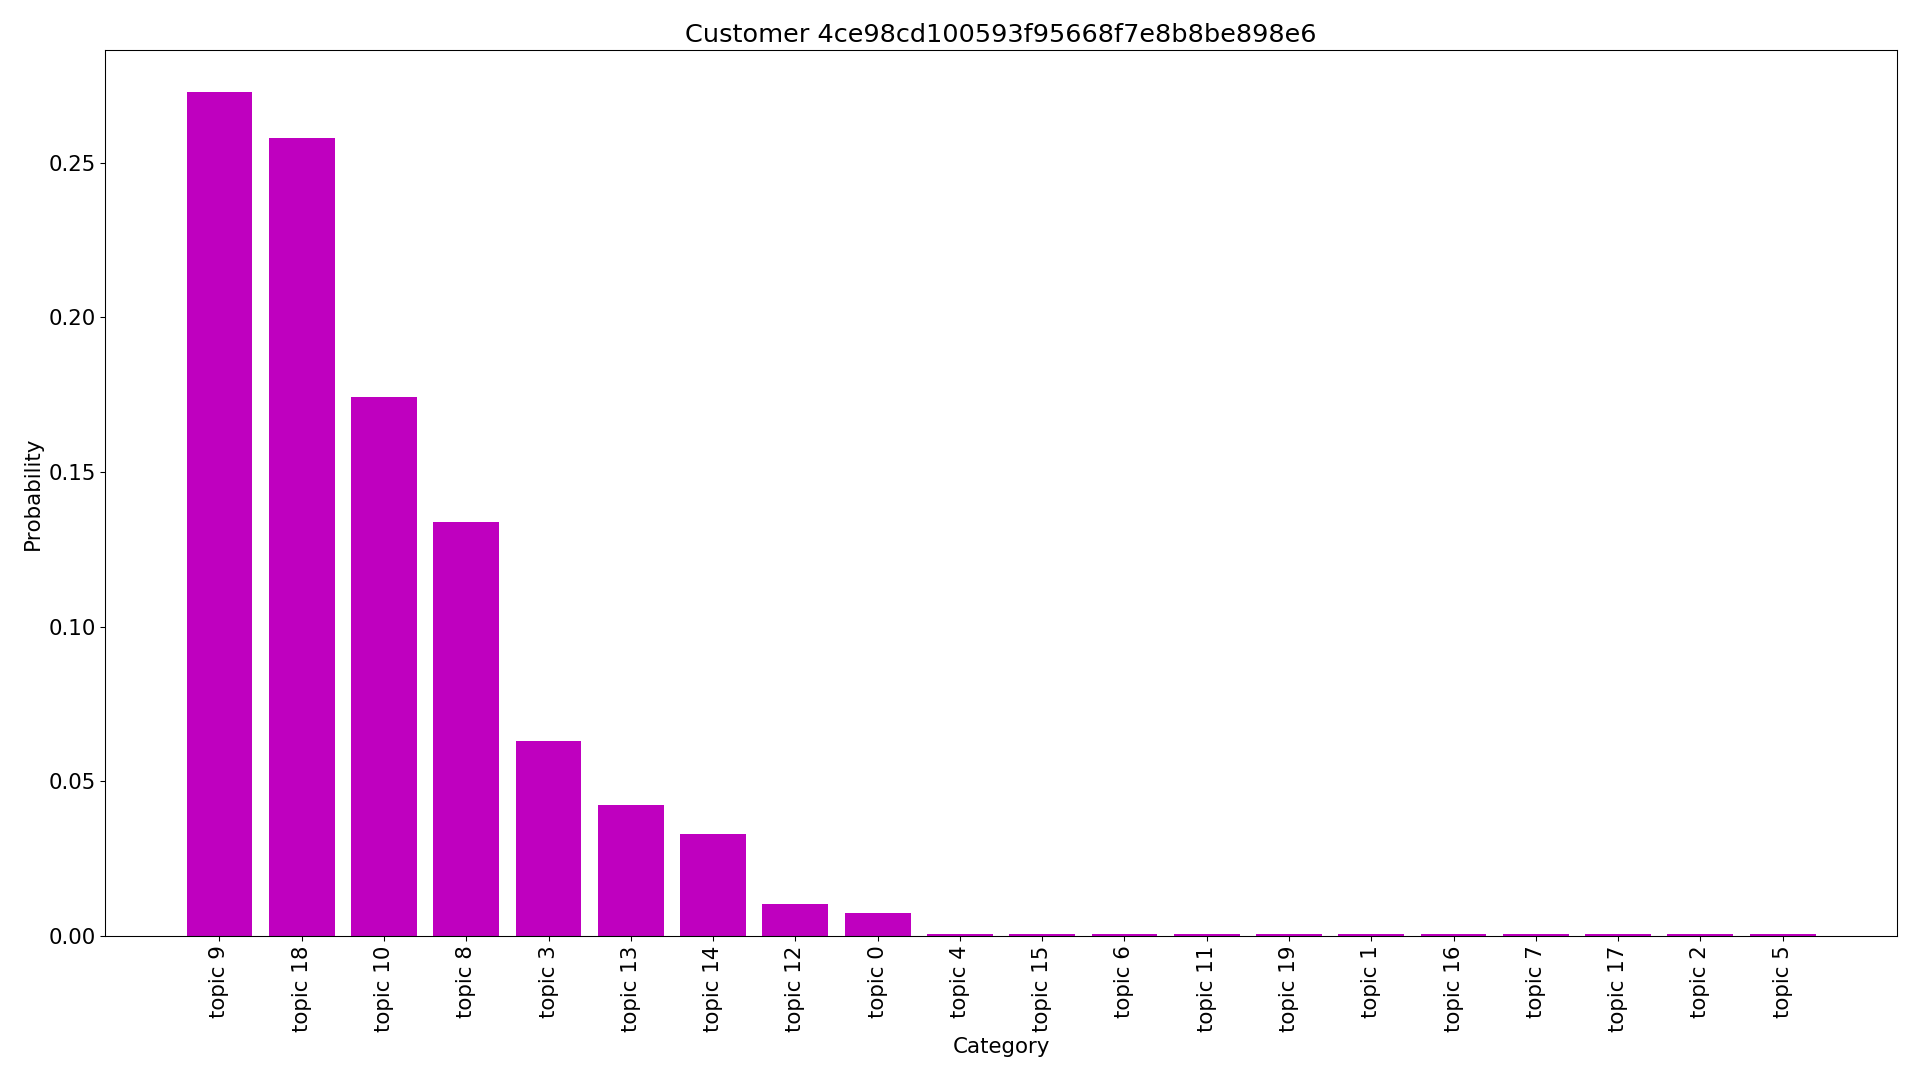 Customer 4ce98cd100593f95668f7e8b8be898e6
Probability
0.25
0.20
0.15
0.10
0.05
0.00
topic 9
topic 18
topic 10
topic 8
topic 3
topic 13
topic 14
topic 12
topic 0
topic 4
topic 15
topic 6
topic 11
topic 19
topic 1
topic 16
topic 7
topic 17
topic 2
topic 5
Category